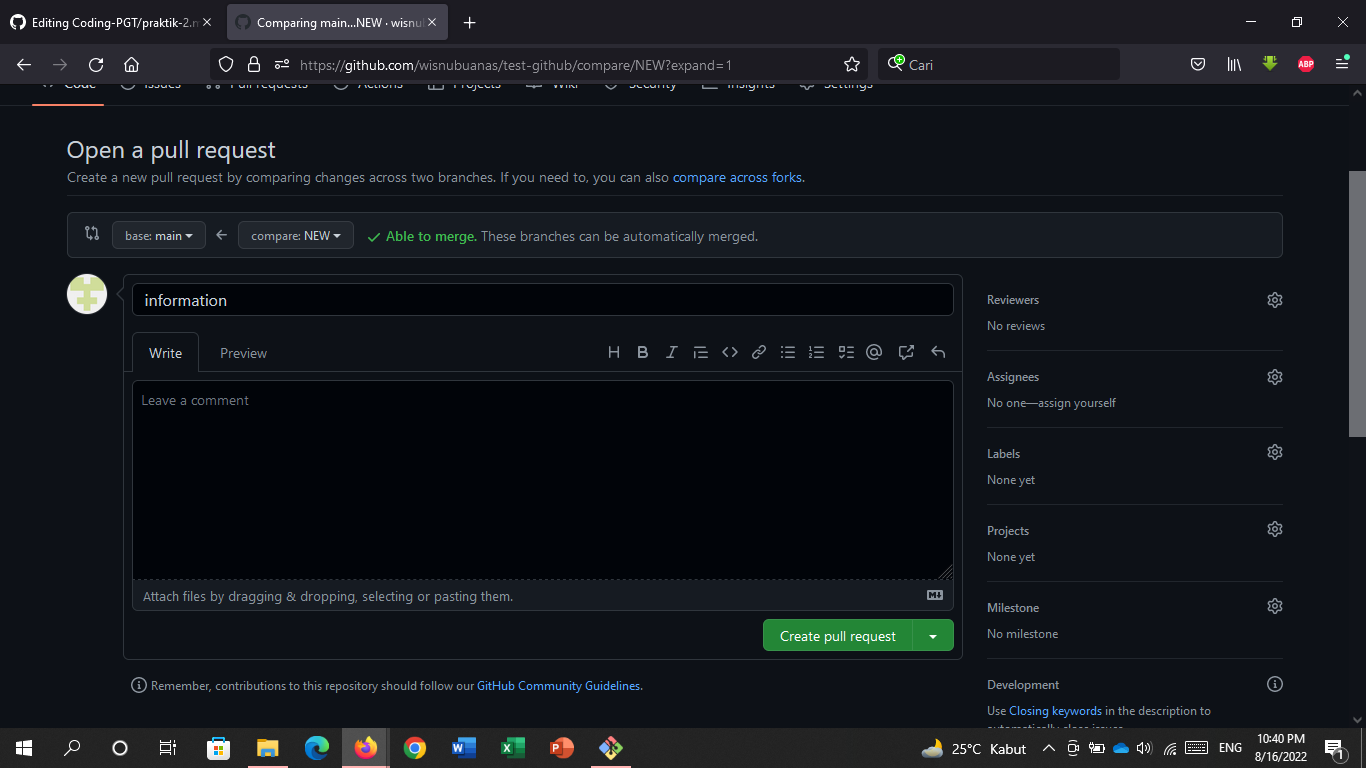 Editing Coding-PGT/praktik-2.m
Comparing main...NEW · wisnu
https://github.com/wisnubuanas/test-github/compare/NEW?expand=1
Cari
ABP
Code Issues Pull requests Actions Projects Wiki Security Insights Settings
Open a pull request
Create a new pull request by comparing changes across two branches. If you need to, you can also compare across forks.
base: main
compare: NEW
Able to merge. These branches can be automatically merged.
information
Write Preview
Leave a comment
Attach files by dragging & dropping, selecting or pasting them.
Create pull request
Remember, contributions to this repository should follow our GitHub Community Guidelines.
Reviewers
No reviews
Assignees
No one—assign yourself
Labels
None yet
Projects
None yet
Milestone
No milestone
Development
Use Closing keywords in the description to
automatically close issues
25°C Kabut
ENG
10:40 PM
8/16/2022
1